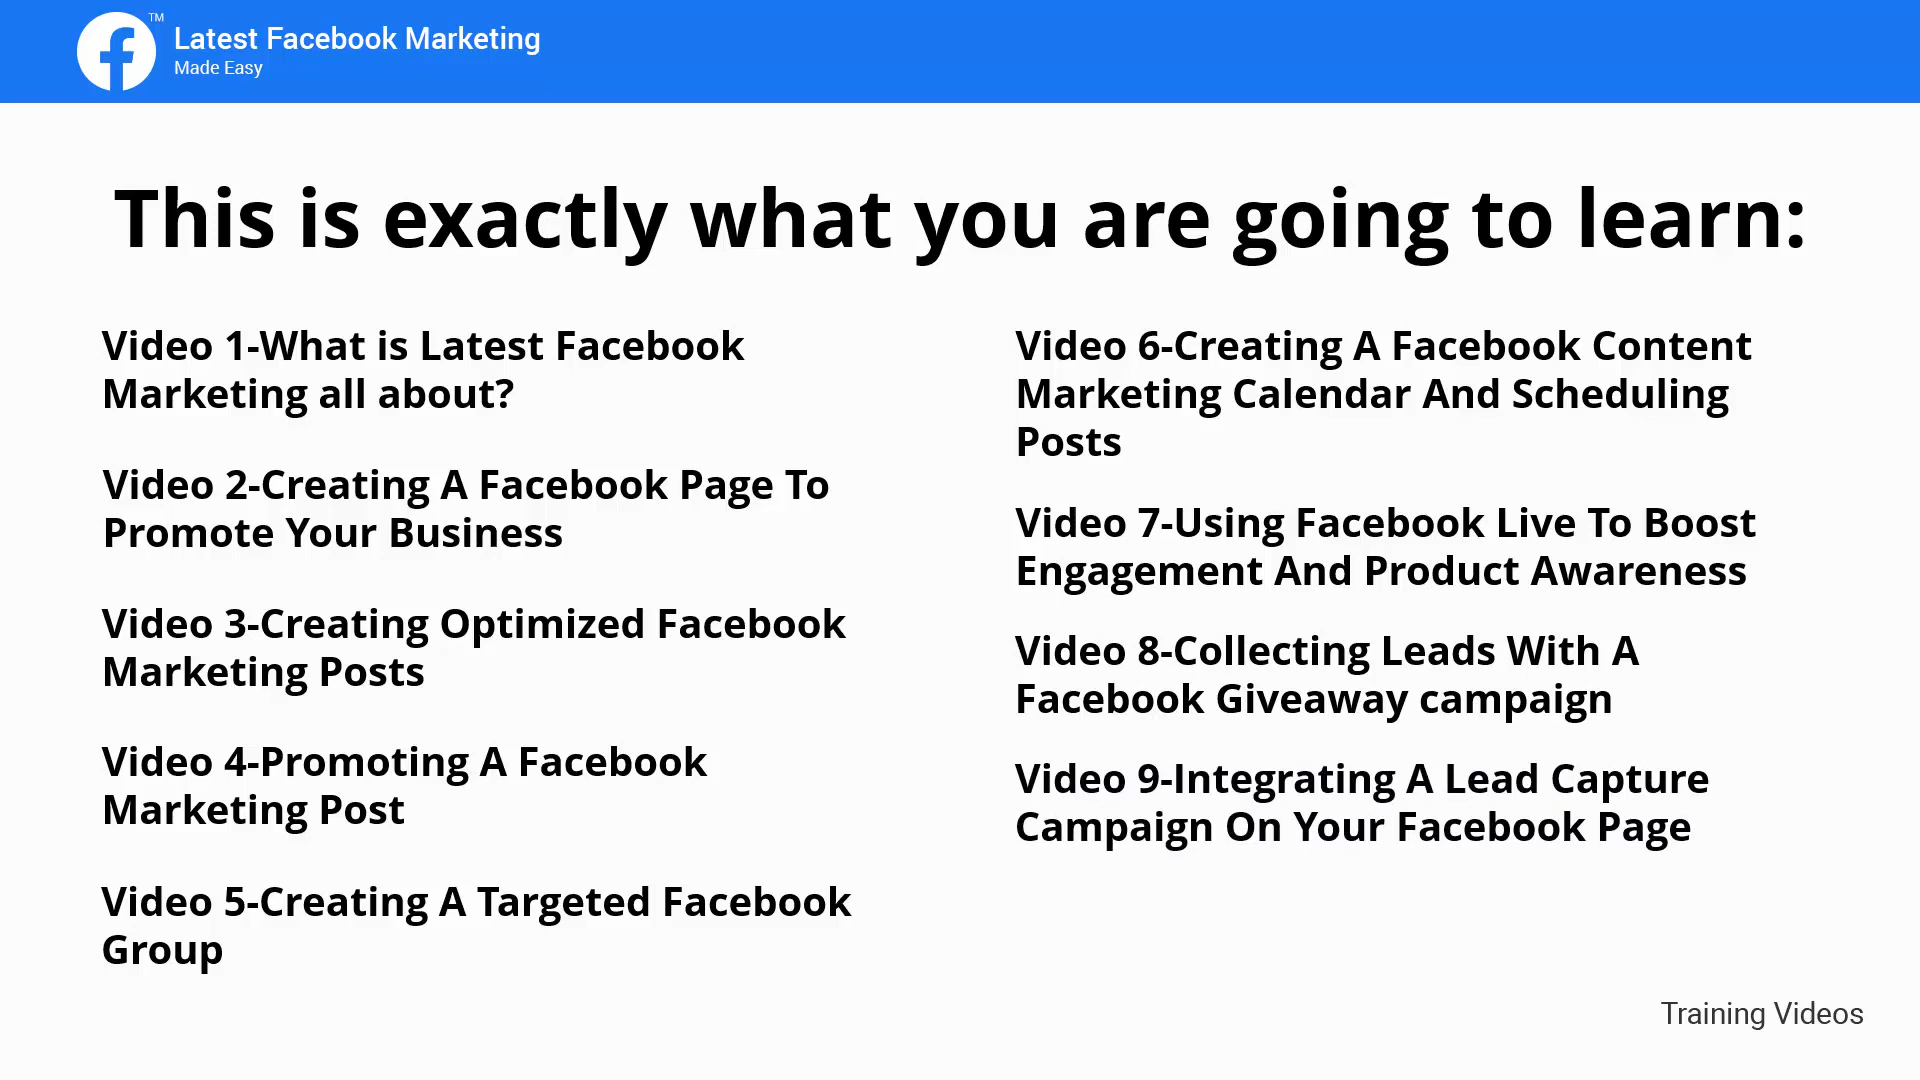 TM
Latest Facebook Marketing
Made Easy
This is exactly what you are going to learn:
Video 1-What is Latest Facebook
Marketing all about?
Video 2-Creating A Facebook Page To
Promote Your Business
Video 3-Creating Optimized Facebook
Marketing Posts
Video 4-Promoting A Facebook
Marketing Post
Video 5-Creating A Targeted Facebook
Group
Video 6-Creating A Facebook Content
Marketing Calendar And Scheduling
Posts
Video 7-Using Facebook Live To Boost
Engagement And Product Awareness
Video 8-Collecting Leads With A
Facebook Giveaway campaign
Video 9-Integrating A Lead Capture
Campaign On Your Facebook Page
Training Videos